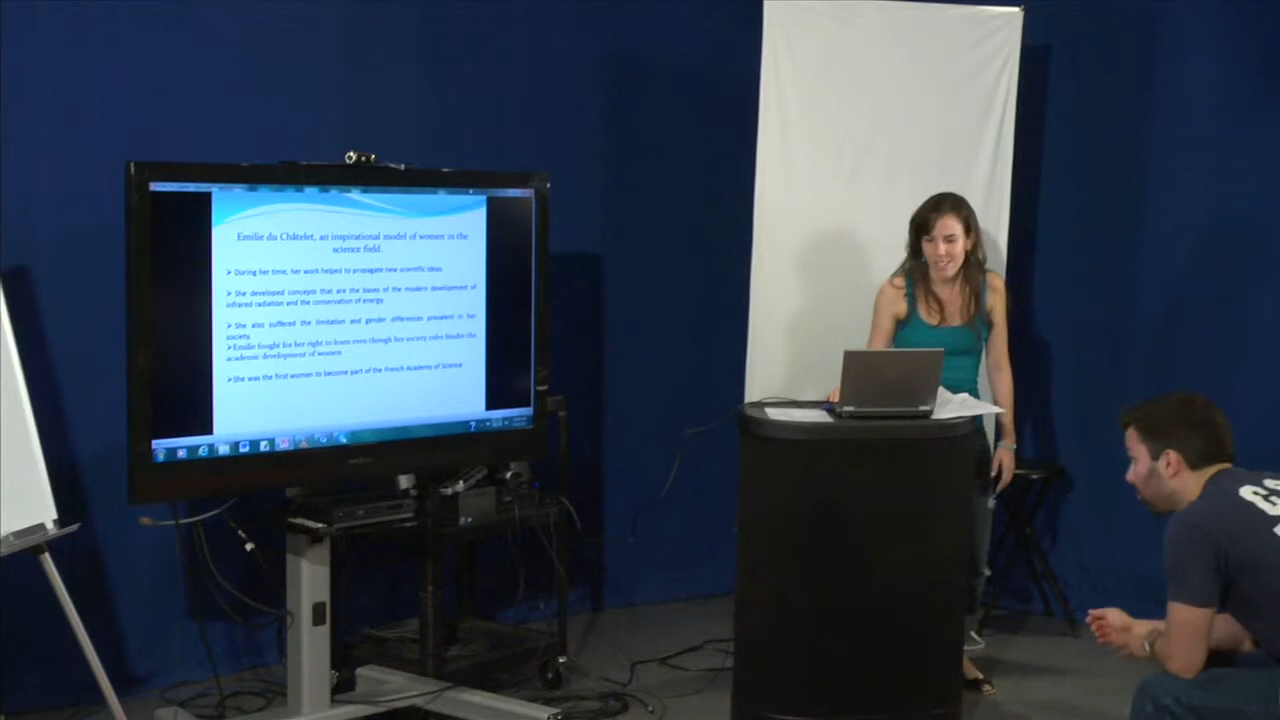 Emilie du Châtelet, an inspirational model of women in the
science field.
➢ During her time, her work helped to propagate new scientific ideas.
➢ She developed concepts that are the bases of the modern development of
infrared radiation and the conservation of energy.
➢ She also suffered the limitation and gender differences prevalent in her
society.
➢Emilie fought for her right to learn even though her society rules hinder the
academic development of women
➢She was the first women to become part of the French Academy of Science